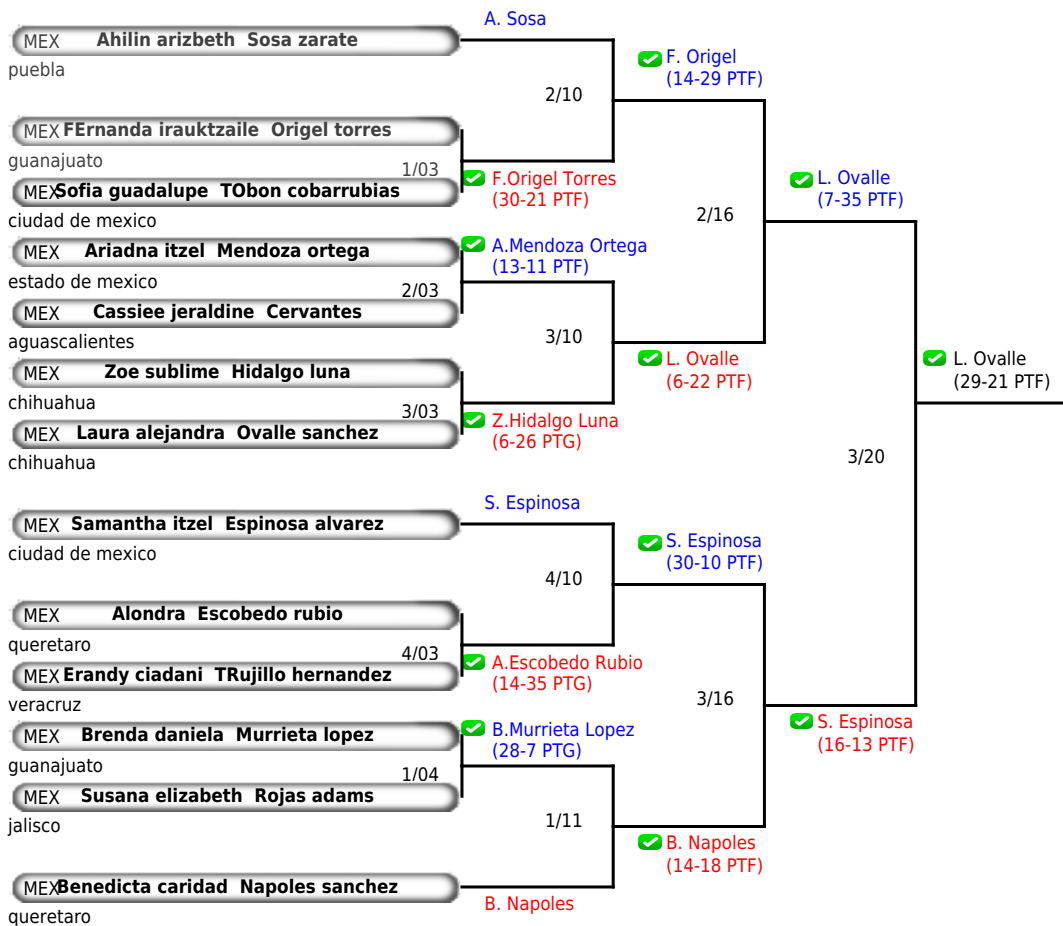 A. Sosa
MEX Ahilin arizbeth Sosa zarate
puebla
F. Origel
(14-29 PTF)
2/10
MEX FErnanda irauktzaile Origel torres
guanajuato
1/03
F.Origel Torres
(30-21 PTF)
MEX Sofia guadalupe TObon cobarrubias
ciudad de mexico
L. Ovalle
(7-35 PTF)
2/16
MEX Ariadna itzel Mendoza ortega
estado de mexico
A.Mendoza Ortega
(13-11 PTF)
2/03
MEX Cassiee jeraldine Cervantes
aguascalientes
3/10
L. Ovalle
(6-22 PTF)
L. Ovalle
(29-21 PTF)
MEX Zoe sublime Hidalgo luna
chihuahua
3/03
Z.Hidalgo Luna
(6-26 PTG)
MEX Laura alejandra Ovalle sanchez
chihuahua
3/20
S. Espinosa
MEX Samantha itzel Espinosa alvarez
ciudad de mexico
S. Espinosa
(30-10 PTF)
4/10
MEX Alondra Escobedo rubio
queretaro
4/03
A.Escobedo Rubio
(14-35 PTG)
MEX Erandy ciadani TRujillo hernandez
veracruz
3/16
S. Espinosa
(16-13 PTF)
MEX Brenda daniela Murrieta lopez
guanajuato
B.Murrieta Lopez
(28-7 PTG)
1/04
MEX Susana elizabeth Rojas adams
jalisco
1/11
B. Napoles
(14-18 PTF)
MEX Benedicta caridad Napoles sanchez
queretaro
B. Napoles